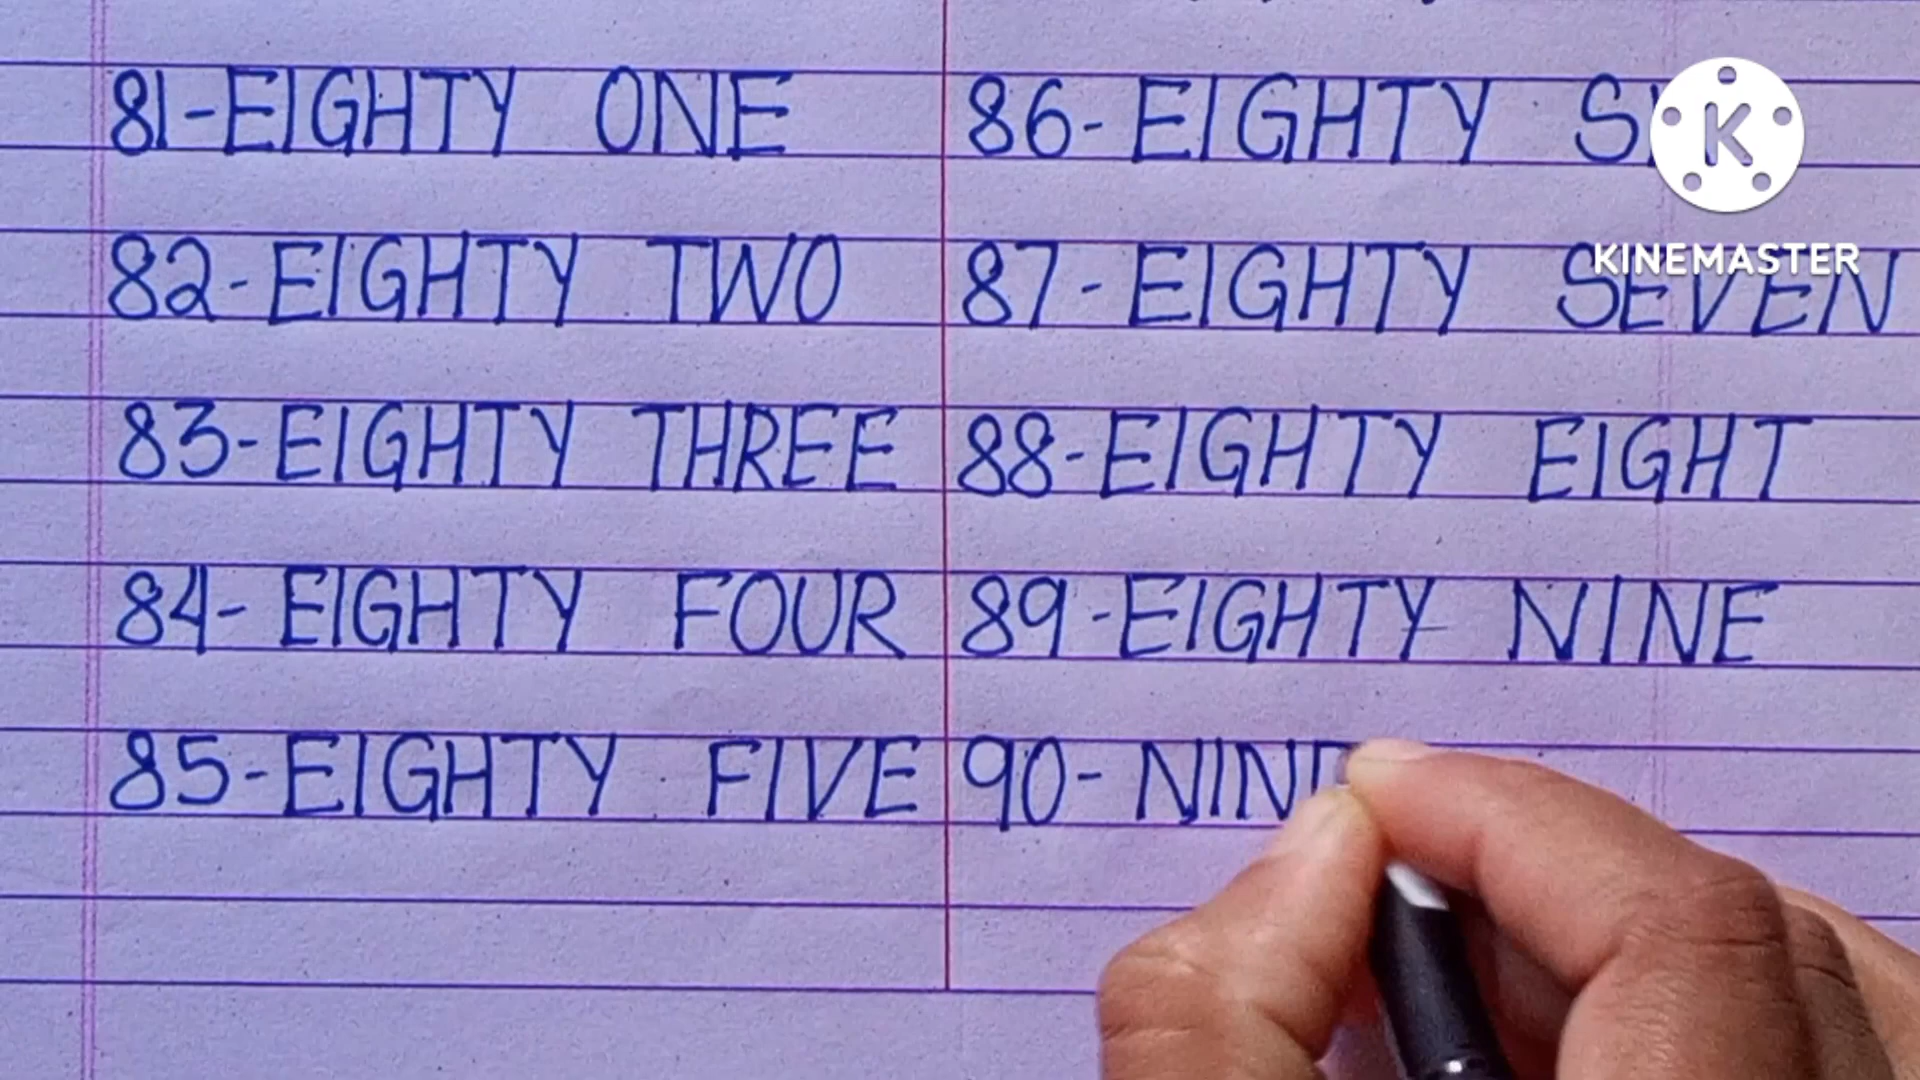 81-EIGHTY ONE
82-EIGHTY TWO
83-EIGHTY THREE
84- EIGHTY FOUR
85-EIGHTY FIVE
86- EIGHTY
87- EIGHTY SEVEN
88-EIGHTY EIGHT
89-EIGHTY NINE
90-
KINEMASTER